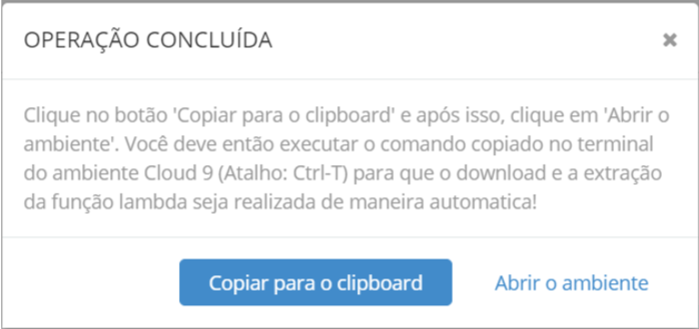 OPERAÇÃO CONCLUÍDA
Clique no botão 'Copiar para o clipboard' e após isso, clique em 'Abrir o
ambiente'. Você deve então executar o comando copiado no terminal
do ambiente Cloud 9 (Atalho: Ctrl-T) para que o download e a extração
da função lambda seja realizada de maneira automatica!
Copiar para o clipboard
Abrir o ambiente